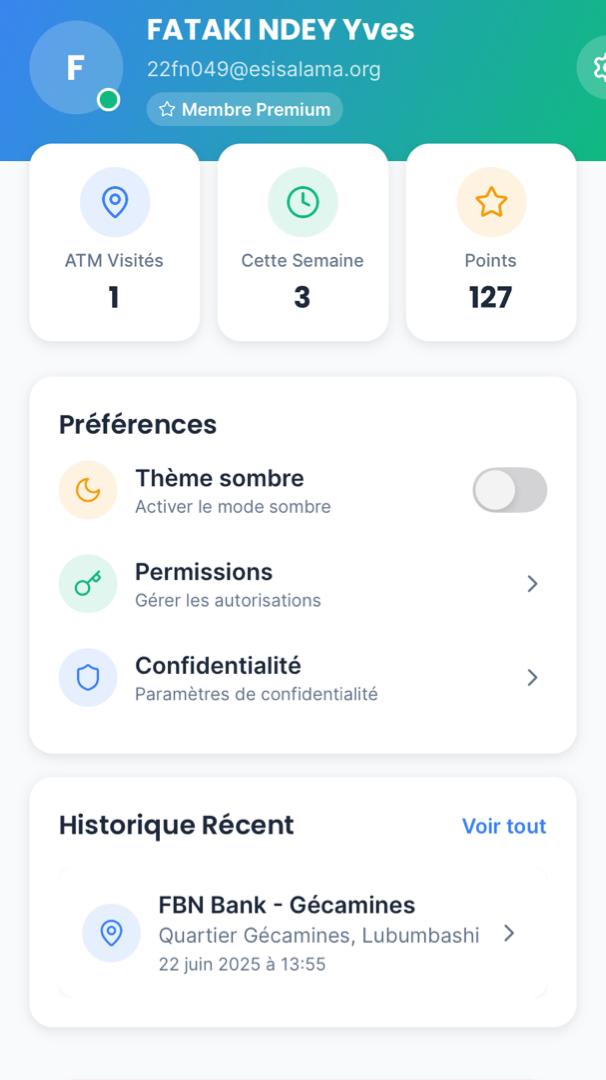 F
FATAKI NDEY Yves
22fn049@esisalama.org
Membre Premium
ATM Visités
1
Cette Semaine
3
Points
127
Préférences
Thème sombre
Activer le mode sombre
Permissions
Gérer les autorisations
Confidentialité
Paramètres de confidentialité
Historique Récent
Voir tout
FBN Bank - Gécamines
Quartier Gécamines, Lubumbashi
22 juin 2025 à 13:55